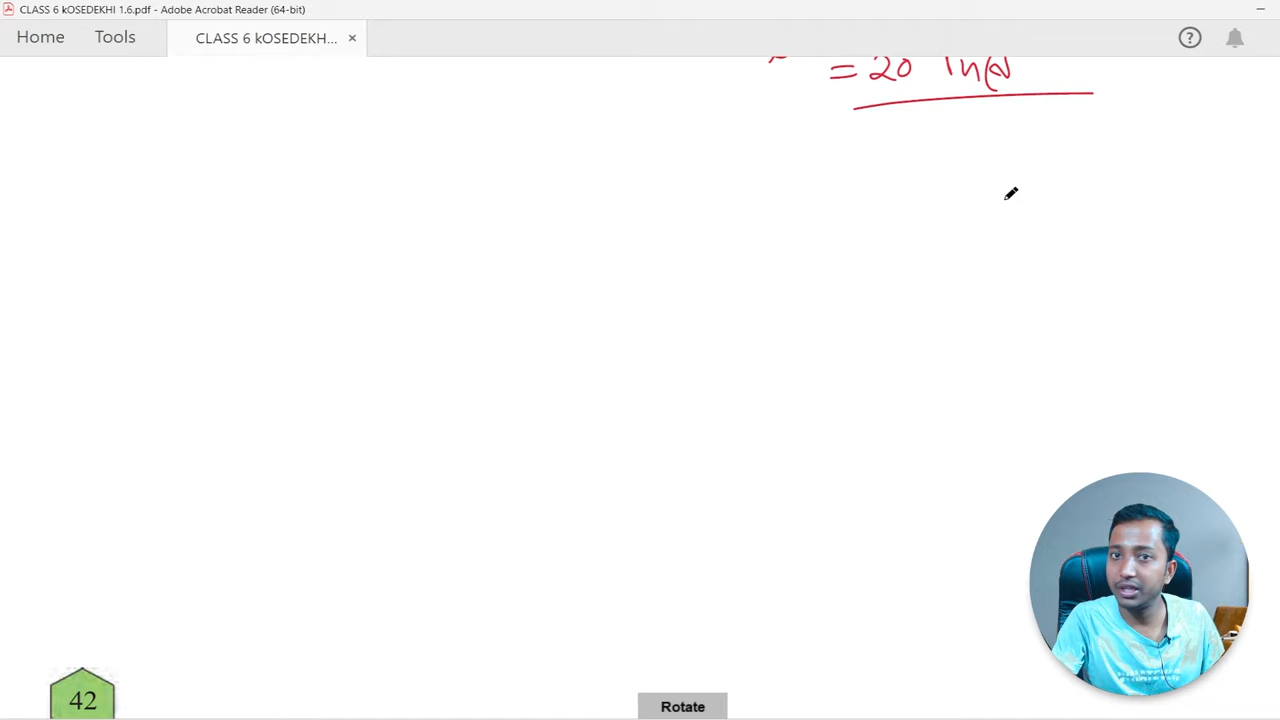 CLASS 6 kOSEDEKHI 1.6.pdf - Adobe Acrobat Reader (64-bit)
Home Tools CLASS 6 kOSEDEKH... ×
= 20
42
Rotate